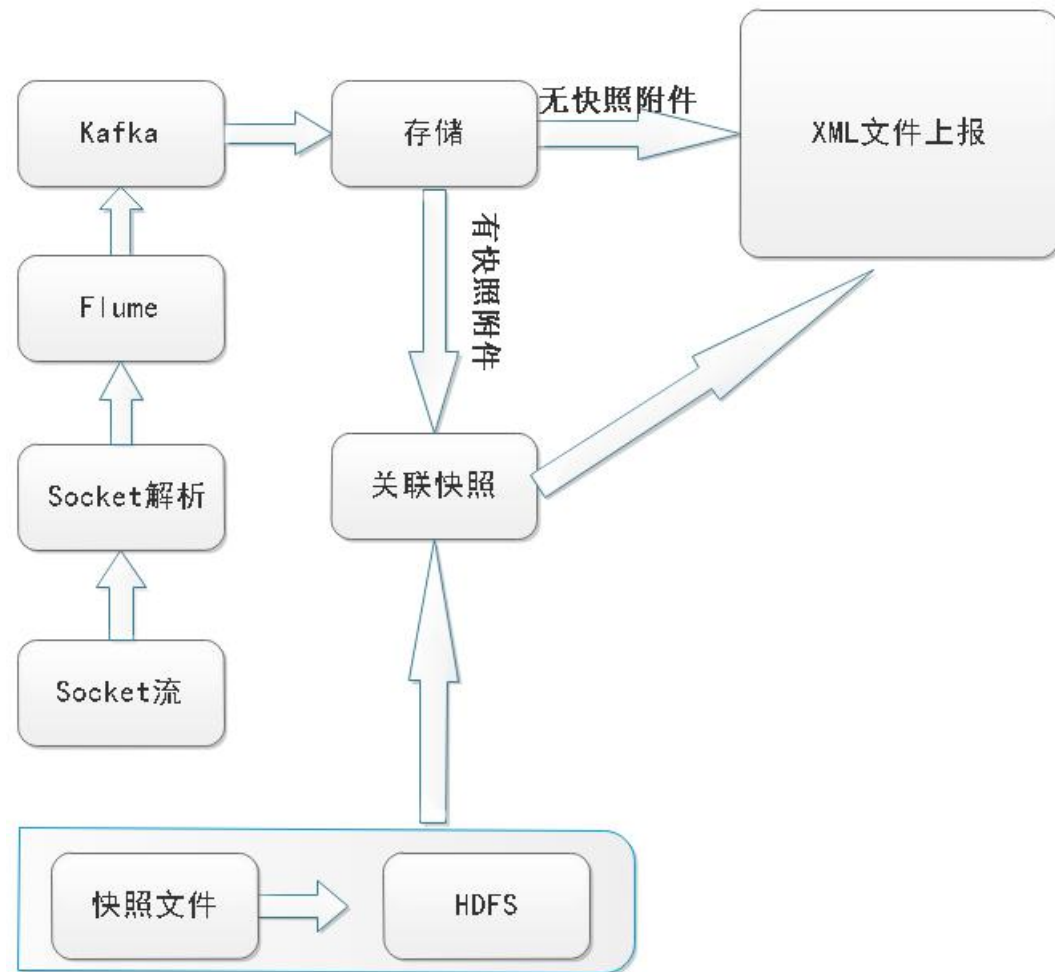 Kafka
存储
无快照附件
XML文件上报
有快照附件
Flume
关联快照
Socket解析
Socket流
快照文件
HDFS